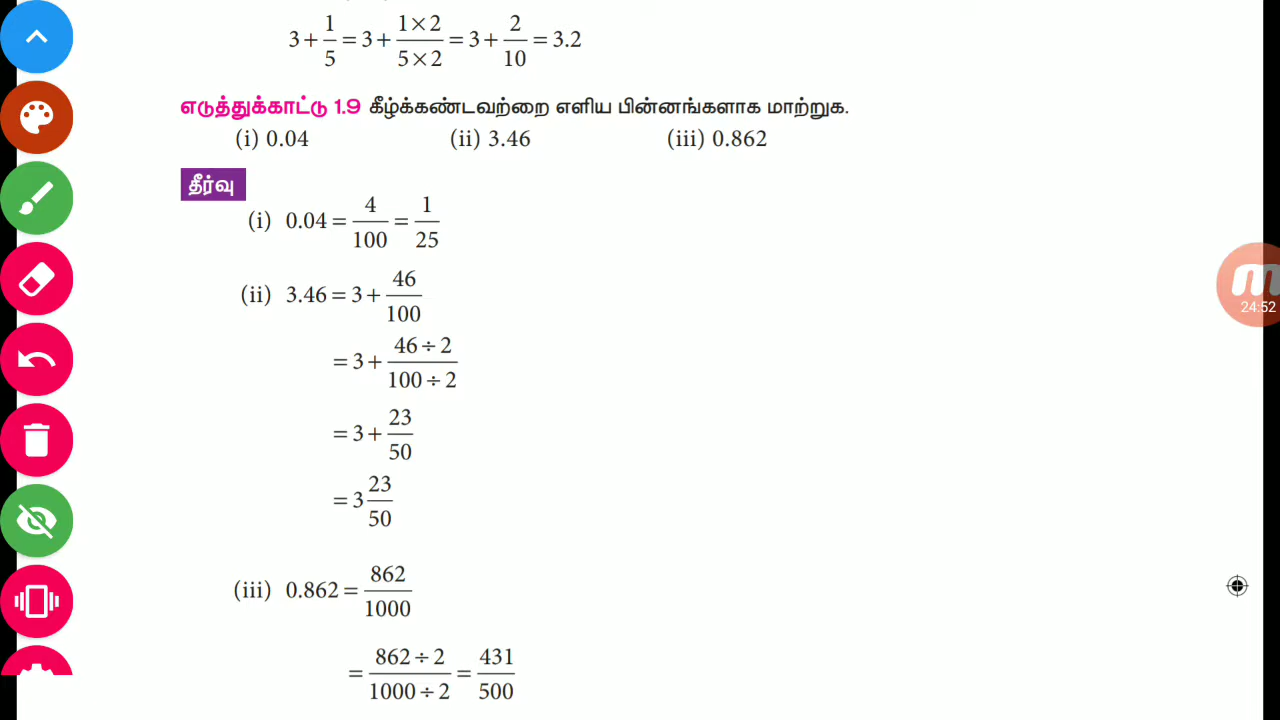 3 + 1/5 = 3 + 1×2/5×2 = 3 + 2/10 = 3.2
எடுத்துக்காட்டு 1.9 கீழ்க்கண்டவற்றை எளிய பின்னங்களாக மாற்றுக.
(i) 0.04 (ii) 3.46 (iii) 0.862
தீர்வு
(i) 0.04 = 4/100 = 1/25
(ii) 3.46 = 3 + 46/100
= 3 + 46÷2/100÷2
= 3 + 23/50
= 3 23/50
(iii) 0.862 = 862/1000
= 862÷2/1000÷2 = 431/500
24:52